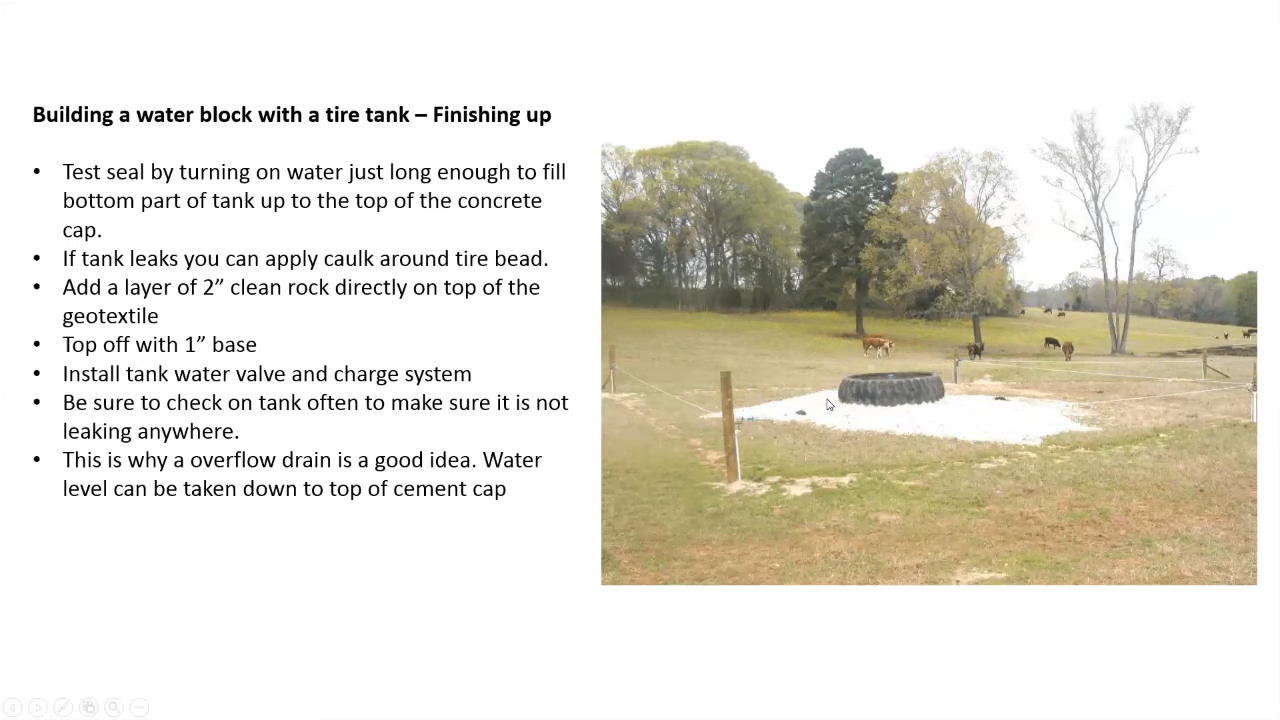 Building a water block with a tire tank – Finishing up
• Test seal by turning on water just long enough to fill
bottom part of tank up to the top of the concrete
cap.
• If tank leaks you can apply caulk around tire bead.
• Add a layer of 2” clean rock directly on top of the
geotextile
• Top off with 1” base
• Install tank water valve and charge system
• Be sure to check on tank often to make sure it is not
leaking anywhere.
• This is why a overflow drain is a good idea. Water
level can be taken down to top of cement cap